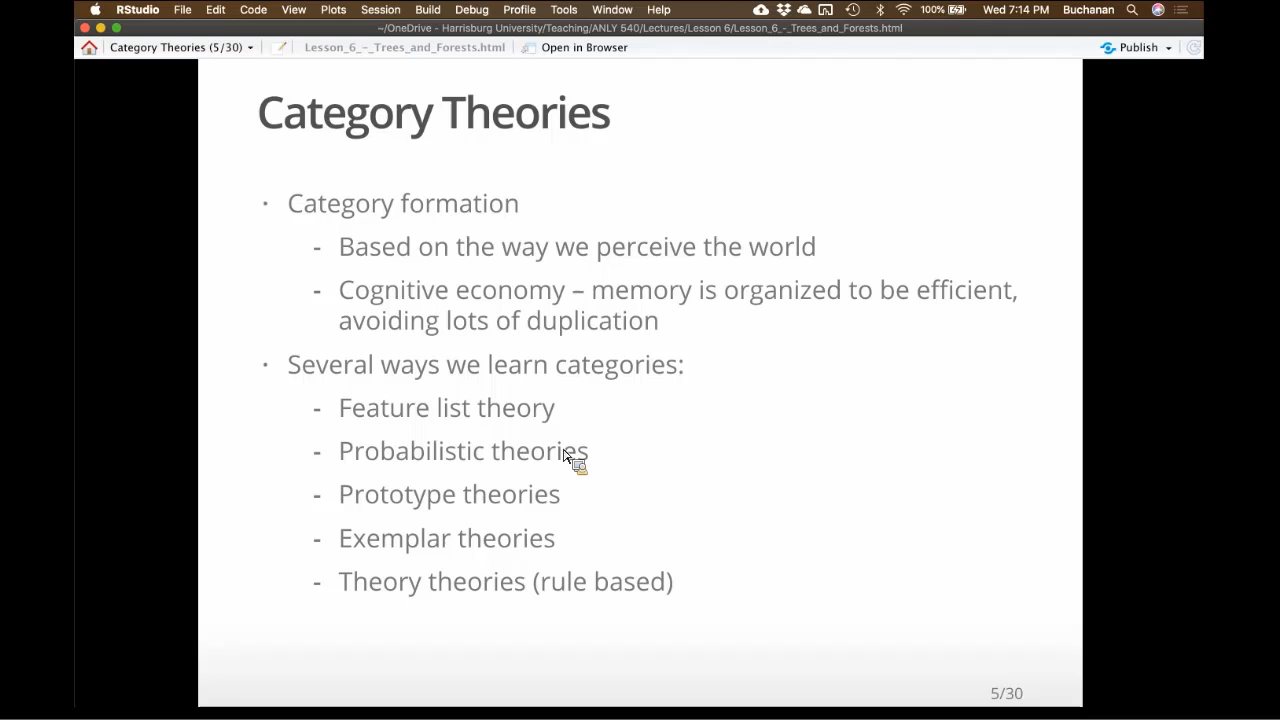 RStudio File Edit Code View Plots Session Build Debug Profile Tools Window Help 100% Wed 7:14 PM Buchanan
~/OneDrive - Harrisburg University/Teaching/ANLY 540/Lectures/Lesson 6/Lesson_6_-_Trees_and_Forests.html
Category Theories (5/30) Lesson_6_-_Trees_and_Forests.html Open in Browser Publish
Category Theories
· Category formation
- Based on the way we perceive the world
- Cognitive economy – memory is organized to be efficient,
avoiding lots of duplication
· Several ways we learn categories:
- Feature list theory
- Probabilistic theories
- Prototype theories
- Exemplar theories
- Theory theories (rule based)
5/30